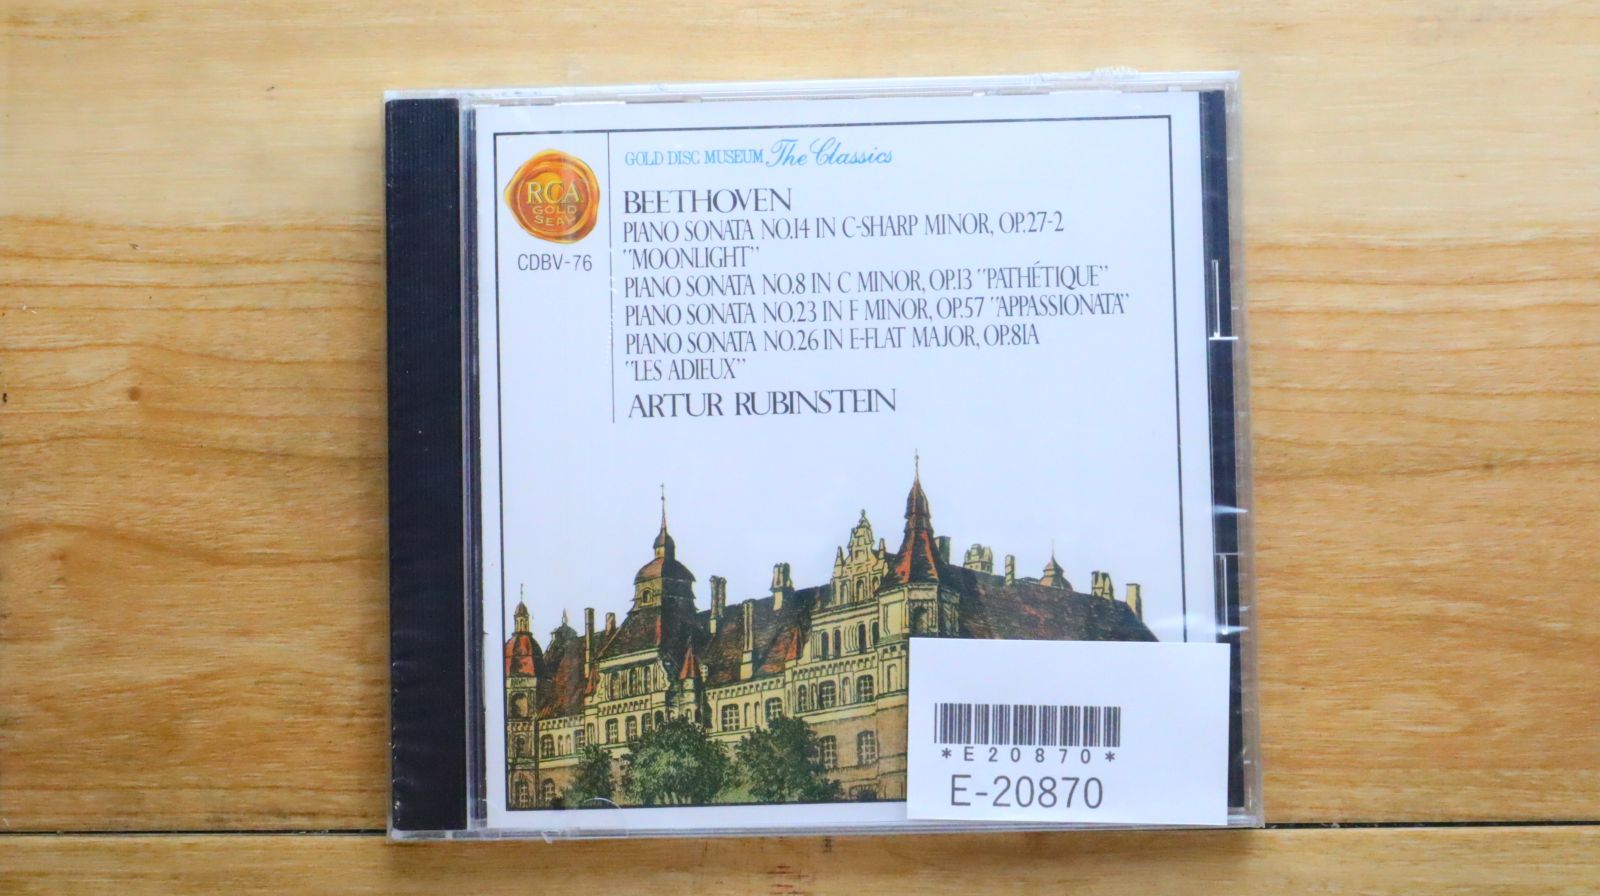 RCA
GOLD
SEAL
CDBV-76
GOLD DISC MUSEUM The Classics
BEETHOVEN
PIANO SONATA NO.14 IN C-SHARP MINOR, OP.27-2
"MOONLIGHT"
PIANO SONATA NO.8 IN C MINOR, OP.13 "PATHÉTIQUE"
PIANO SONATA NO.23 IN F MINOR, OP.57 "APPASSIONATA"
PIANO SONATA NO.26 IN E-FLAT MAJOR, OP.81A
"LES ADIEUX"
ARTUR RUBINSTEIN
*E20870*
E-20870